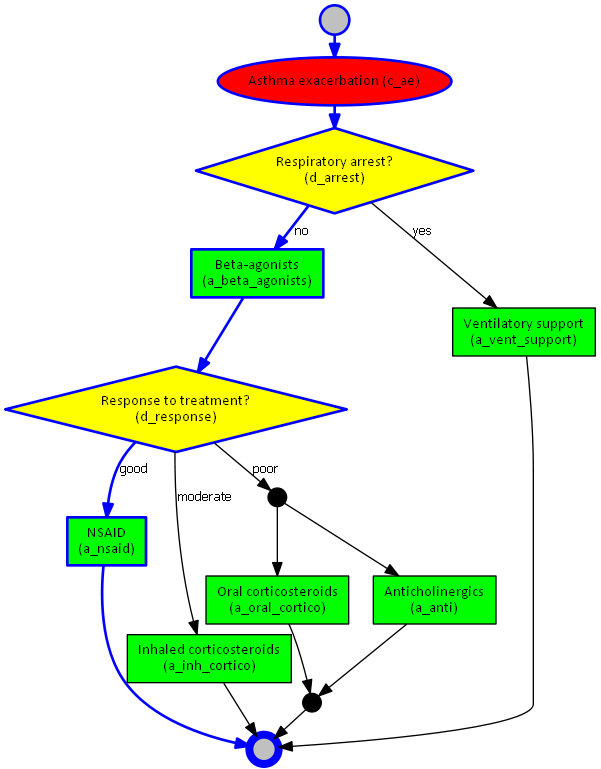 Asthma exacerbation (c_ae)
Respiratory arrest?
(d_arrest)
no
yes
Beta-agonists
(a_beta_agonists)
Ventilatory support
(a_vent_support)
Response to treatment?
(d_response)
good
moderate
poor
NSAID
(a_nsaid)
Oral corticosteroids
(a_oral_cortico)
Anticholinergics
(a_anti)
Inhaled corticosteroids
(a_inh_cortico)